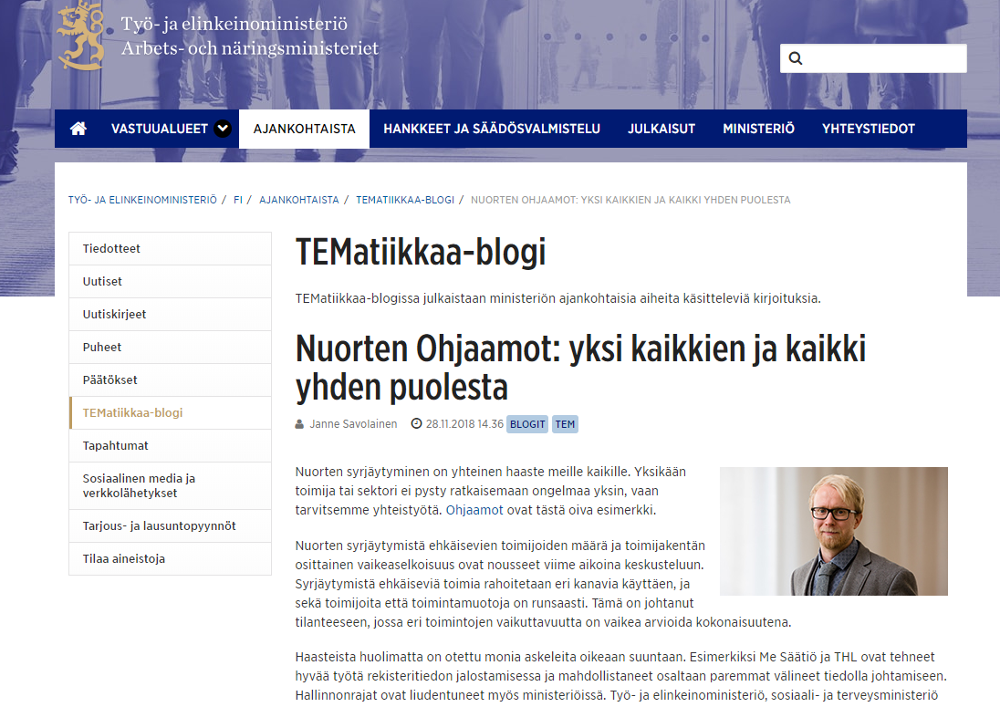 Työ- ja elinkeinoministeriö
Arbets- och näringsministeriet
VASTUUALUEET
AJANKOHTAISTA
HANKKEET JA SÄÄDÖSVALMISTELU
JULKAISUT
MINISTERIÖ
YHTEYSTIEDOT
TYÖ- JA ELINKEINOMINISTERIÖ / FI / AJANKOHTAISTA / TEMATIIKKAA-BLOGI / NUORTEN OHJAAMOT: YKSI KAIKKIEN JA KAIKKI YHDEN PUOLESTA
Tiedotteet
Uutiset
Uutiskirjeet
Puheet
Päätökset
TEMatiikkaa-blogi
Tapahtumat
Sosiaalinen media ja
verkkolähetykset
Tarjous- ja lausuntopyynnöt
Tilaa aineistoja
TEMatiikkaa-blogi
TEMatiikkaa-blogissa julkaistaan ministeriön ajankohtaisia aiheita käsitteleviä kirjoituksia.
Nuorten Ohjaamot: yksi kaikkien ja kaikki
yhden puolesta
Janne Savolainen 28.11.2018 14.36 BLOGIT TEM
Nuorten syrjäytyminen on yhteinen haaste meille kaikille. Yksikään
toimija tai sektori ei pysty ratkaisemaan ongelmaa yksin, vaan
tarvitsemme yhteistyötä. Ohjaamot ovat tästä oiva esimerkki.
Nuorten syrjäytymistä ehkäisevien toimijoiden määrä ja toimijakentän
osittainen vaikeaselkoisuus ovat nousseet viime aikoina keskusteluun.
Syrjäytymistä ehkäiseviä toimia rahoitetaan eri kanavia käyttäen, ja
sekä toimijoita että toimintamuotoja on runsaasti. Tämä on johtanut
tilanteeseen, jossa eri toimintojen vaikuttavuutta on vaikea arvioida kokonaisuutena.
Haasteista huolimatta on otettu monia askeleita oikeaan suuntaan. Esimerkiksi Me Säätiö ja THL ovat tehneet
hyvää työtä rekisteritiedon jalostamisessa ja mahdollistaneet osaltaan paremmat välineet tiedolla johtamiseen.
Hallinnonrajat ovat liudentuneet myös ministeriöissä. Työ- ja elinkeinoministeriö, sosiaali- ja terveysministeriö